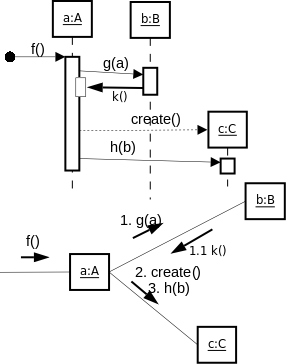 a:A
b:B
f()
g(a)
k()
create()
c:C
h(b)
b:B
1. g(a)
f()
1.1 k()
a:A
2. create()
3. h(b)
c:C